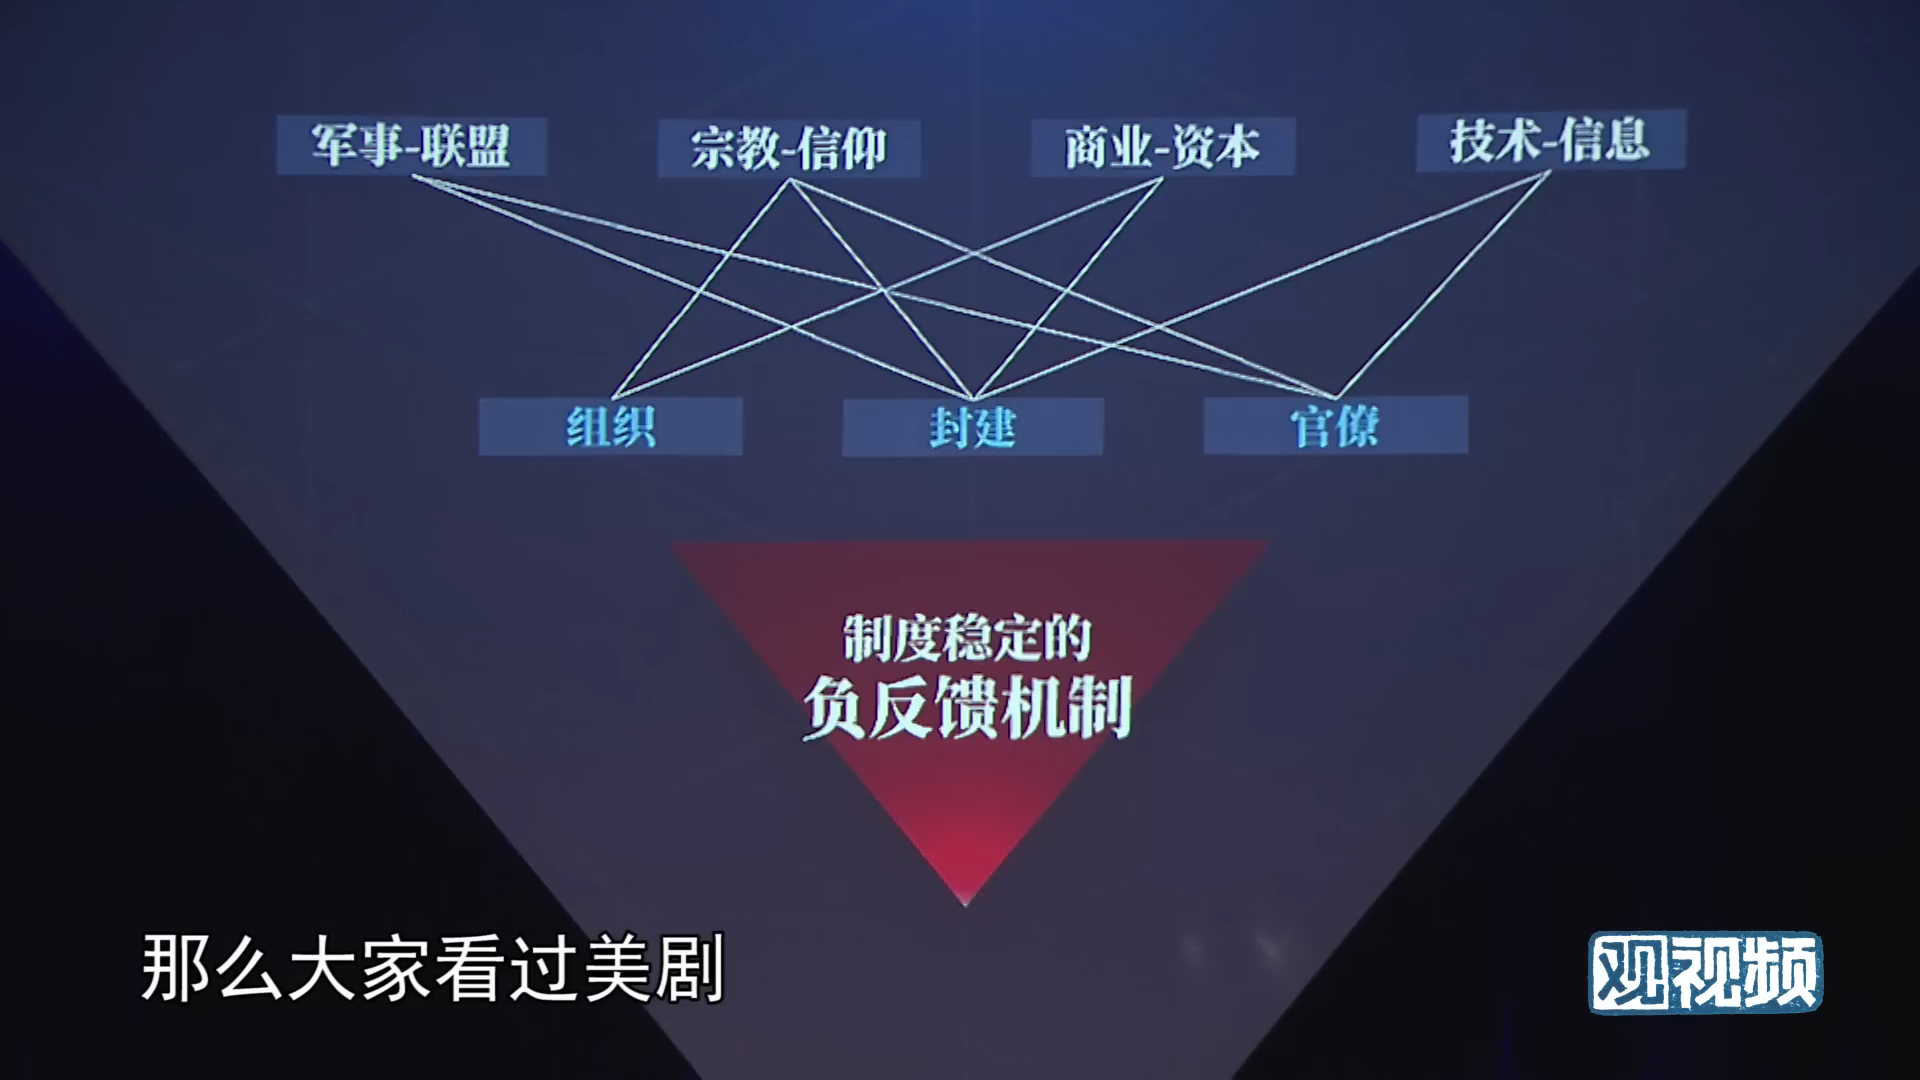 军事-联盟
宗教-信仰
商业-资本
技术-信息
组织
封建
官僚
制度稳定的
负反馈机制
那么大家看过美剧
观视频